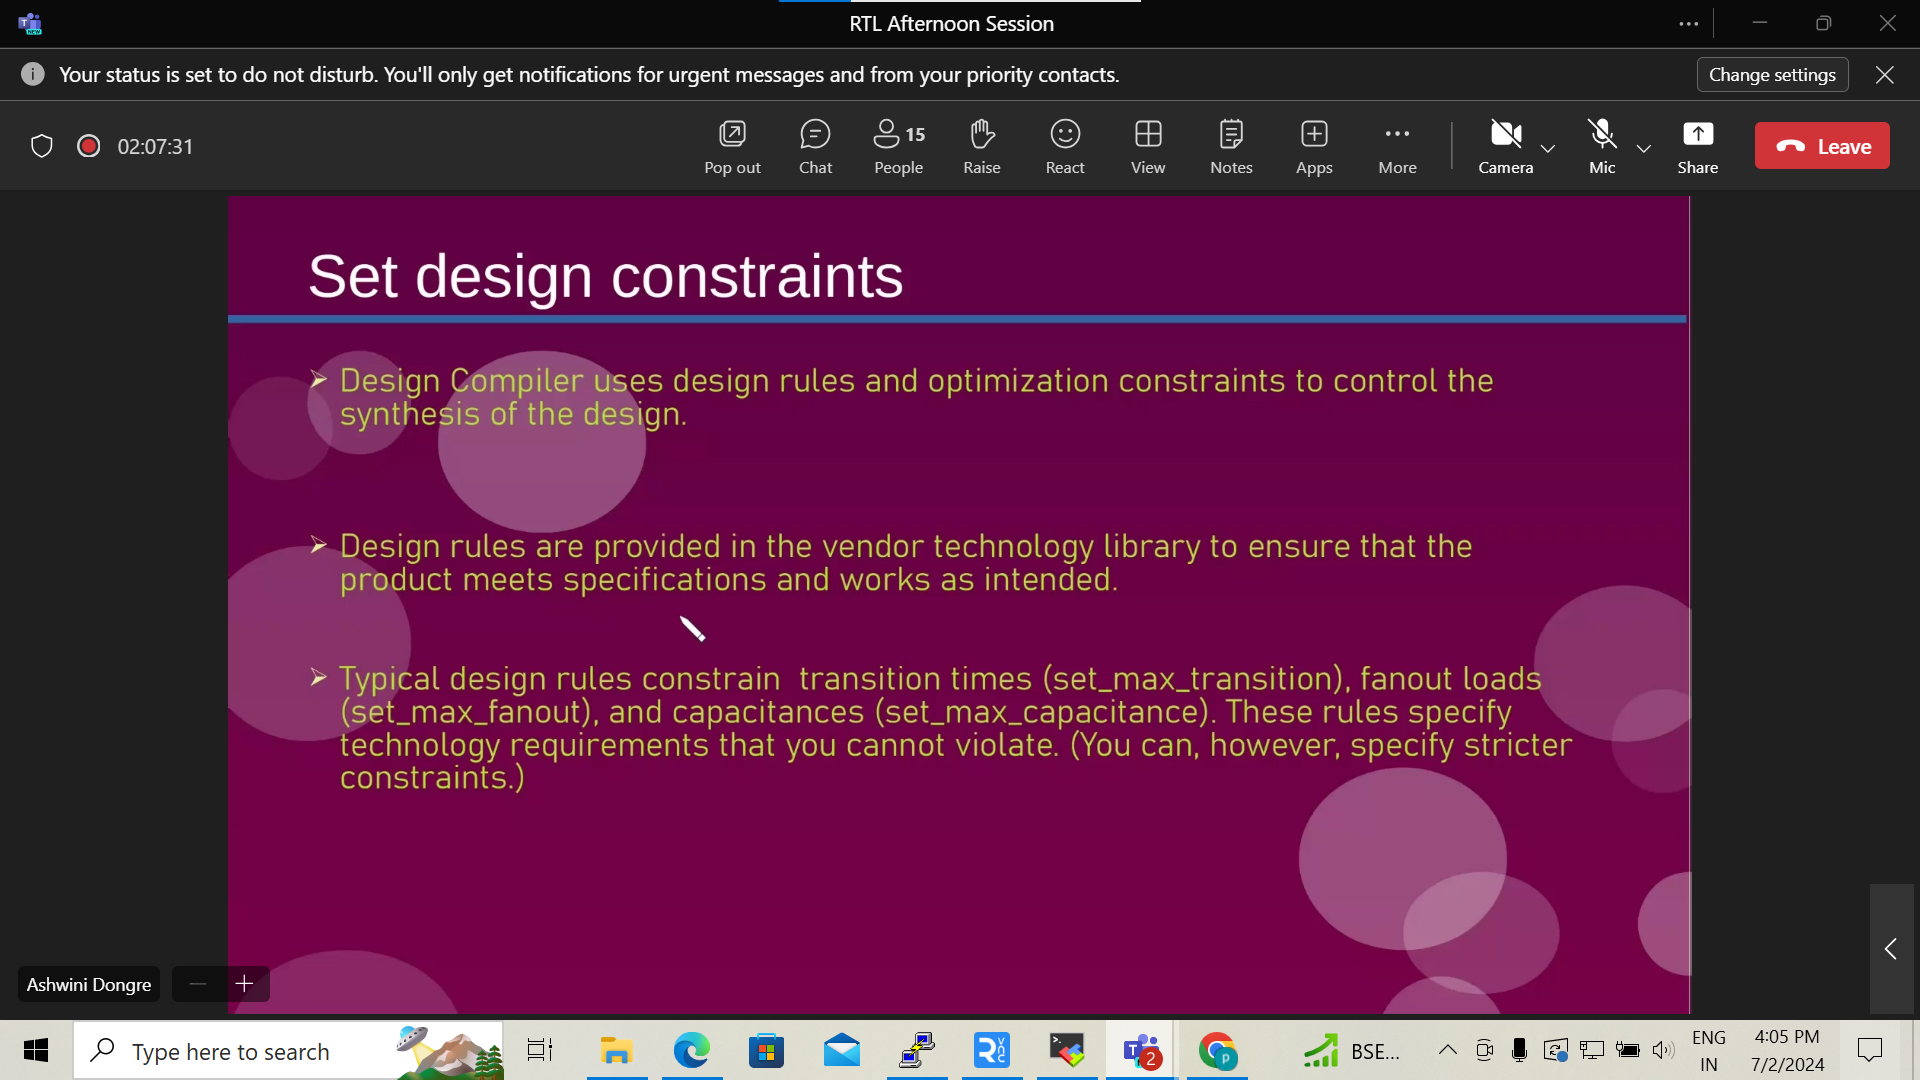 RTL Afternoon Session
Your status is set to do not disturb. You'll only get notifications for urgent messages and from your priority contacts.
Change settings
02:07:31
Pop out
Chat
15
People
Raise
React
View
Notes
Apps
More
Camera
Mic
Share
Leave
Set design constraints
Design Compiler uses design rules and optimization constraints to control the
synthesis of the design.
Design rules are provided in the vendor technology library to ensure that the
product meets specifications and works as intended.
Typical design rules constrain  transition times (set_max_transition), fanout loads
(set_max_fanout), and capacitances (set_max_capacitance). These rules specify
technology requirements that you cannot violate. (You can, however, specify stricter
constraints.)
Ashwini Dongre
Type here to search
2
BSE...
ENG
IN
4:05 PM
7/2/2024